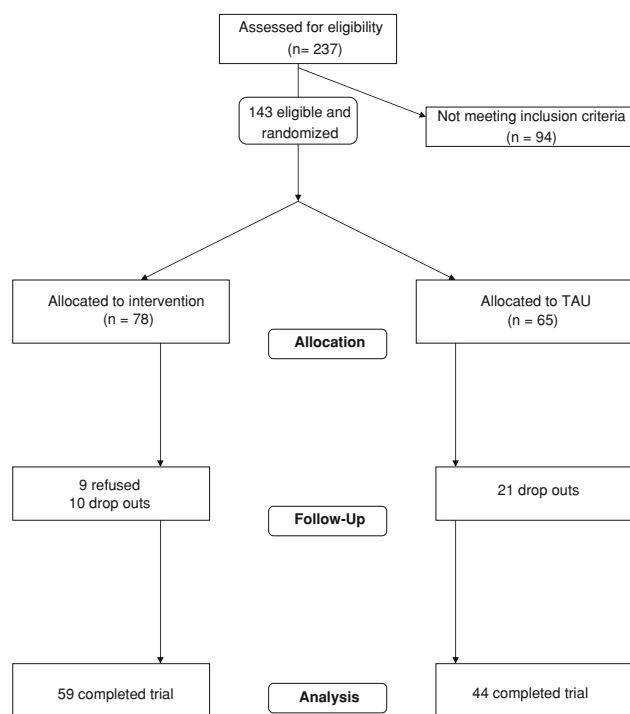 Assessed for eligibility
(n= 237)
143 eligible and
randomized
Not meeting inclusion criteria
(n = 94)
Allocated to intervention
(n = 78)
Allocated to TAU
(n = 65)
Allocation
9 refused
10 drop outs
21 drop outs
Follow-Up
59 completed trial
44 completed trial
Analysis